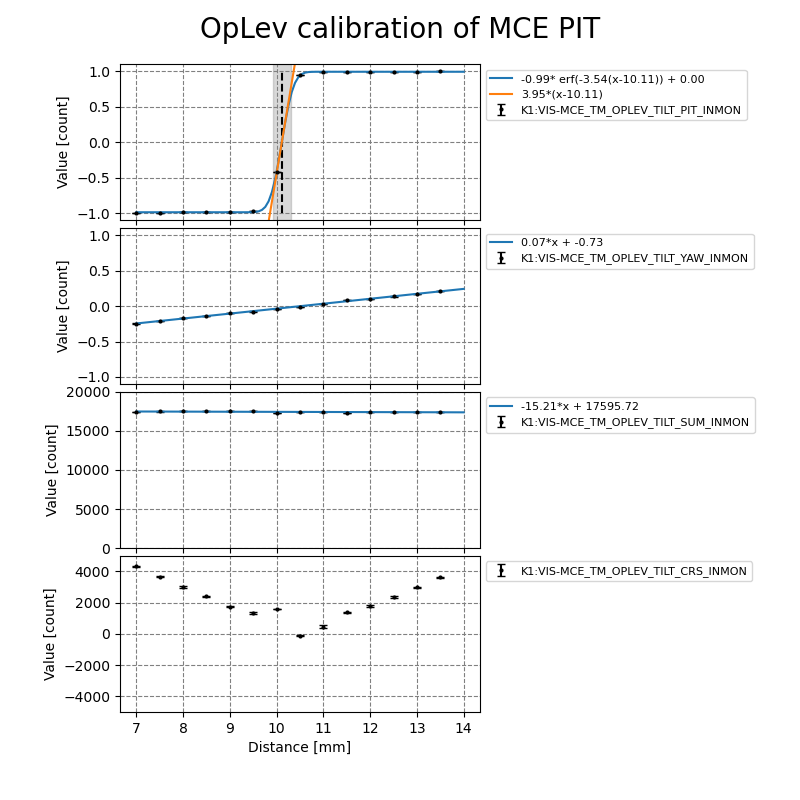 OpLev calibration of MCE PIT
1.0
0.5
0.0
−0.5
−1.0
Value [count]
-0.99* erf(-3.54(x-10.11)) + 0.00
3.95*(x-10.11)
K1:VIS-MCE_TM_OPLEV_TILT_PIT_INMON
1.0
0.5
0.0
−0.5
−1.0
Value [count]
0.07*x + -0.73
K1:VIS-MCE_TM_OPLEV_TILT_YAW_INMON
20000
15000
10000
5000
0
Value [count]
-15.21*x + 17595.72
K1:VIS-MCE_TM_OPLEV_TILT_SUM_INMON
4000
2000
0
−2000
−4000
Value [count]
K1:VIS-MCE_TM_OPLEV_TILT_CRS_INMON
7 8 9 10 11 12 13 14
Distance [mm]